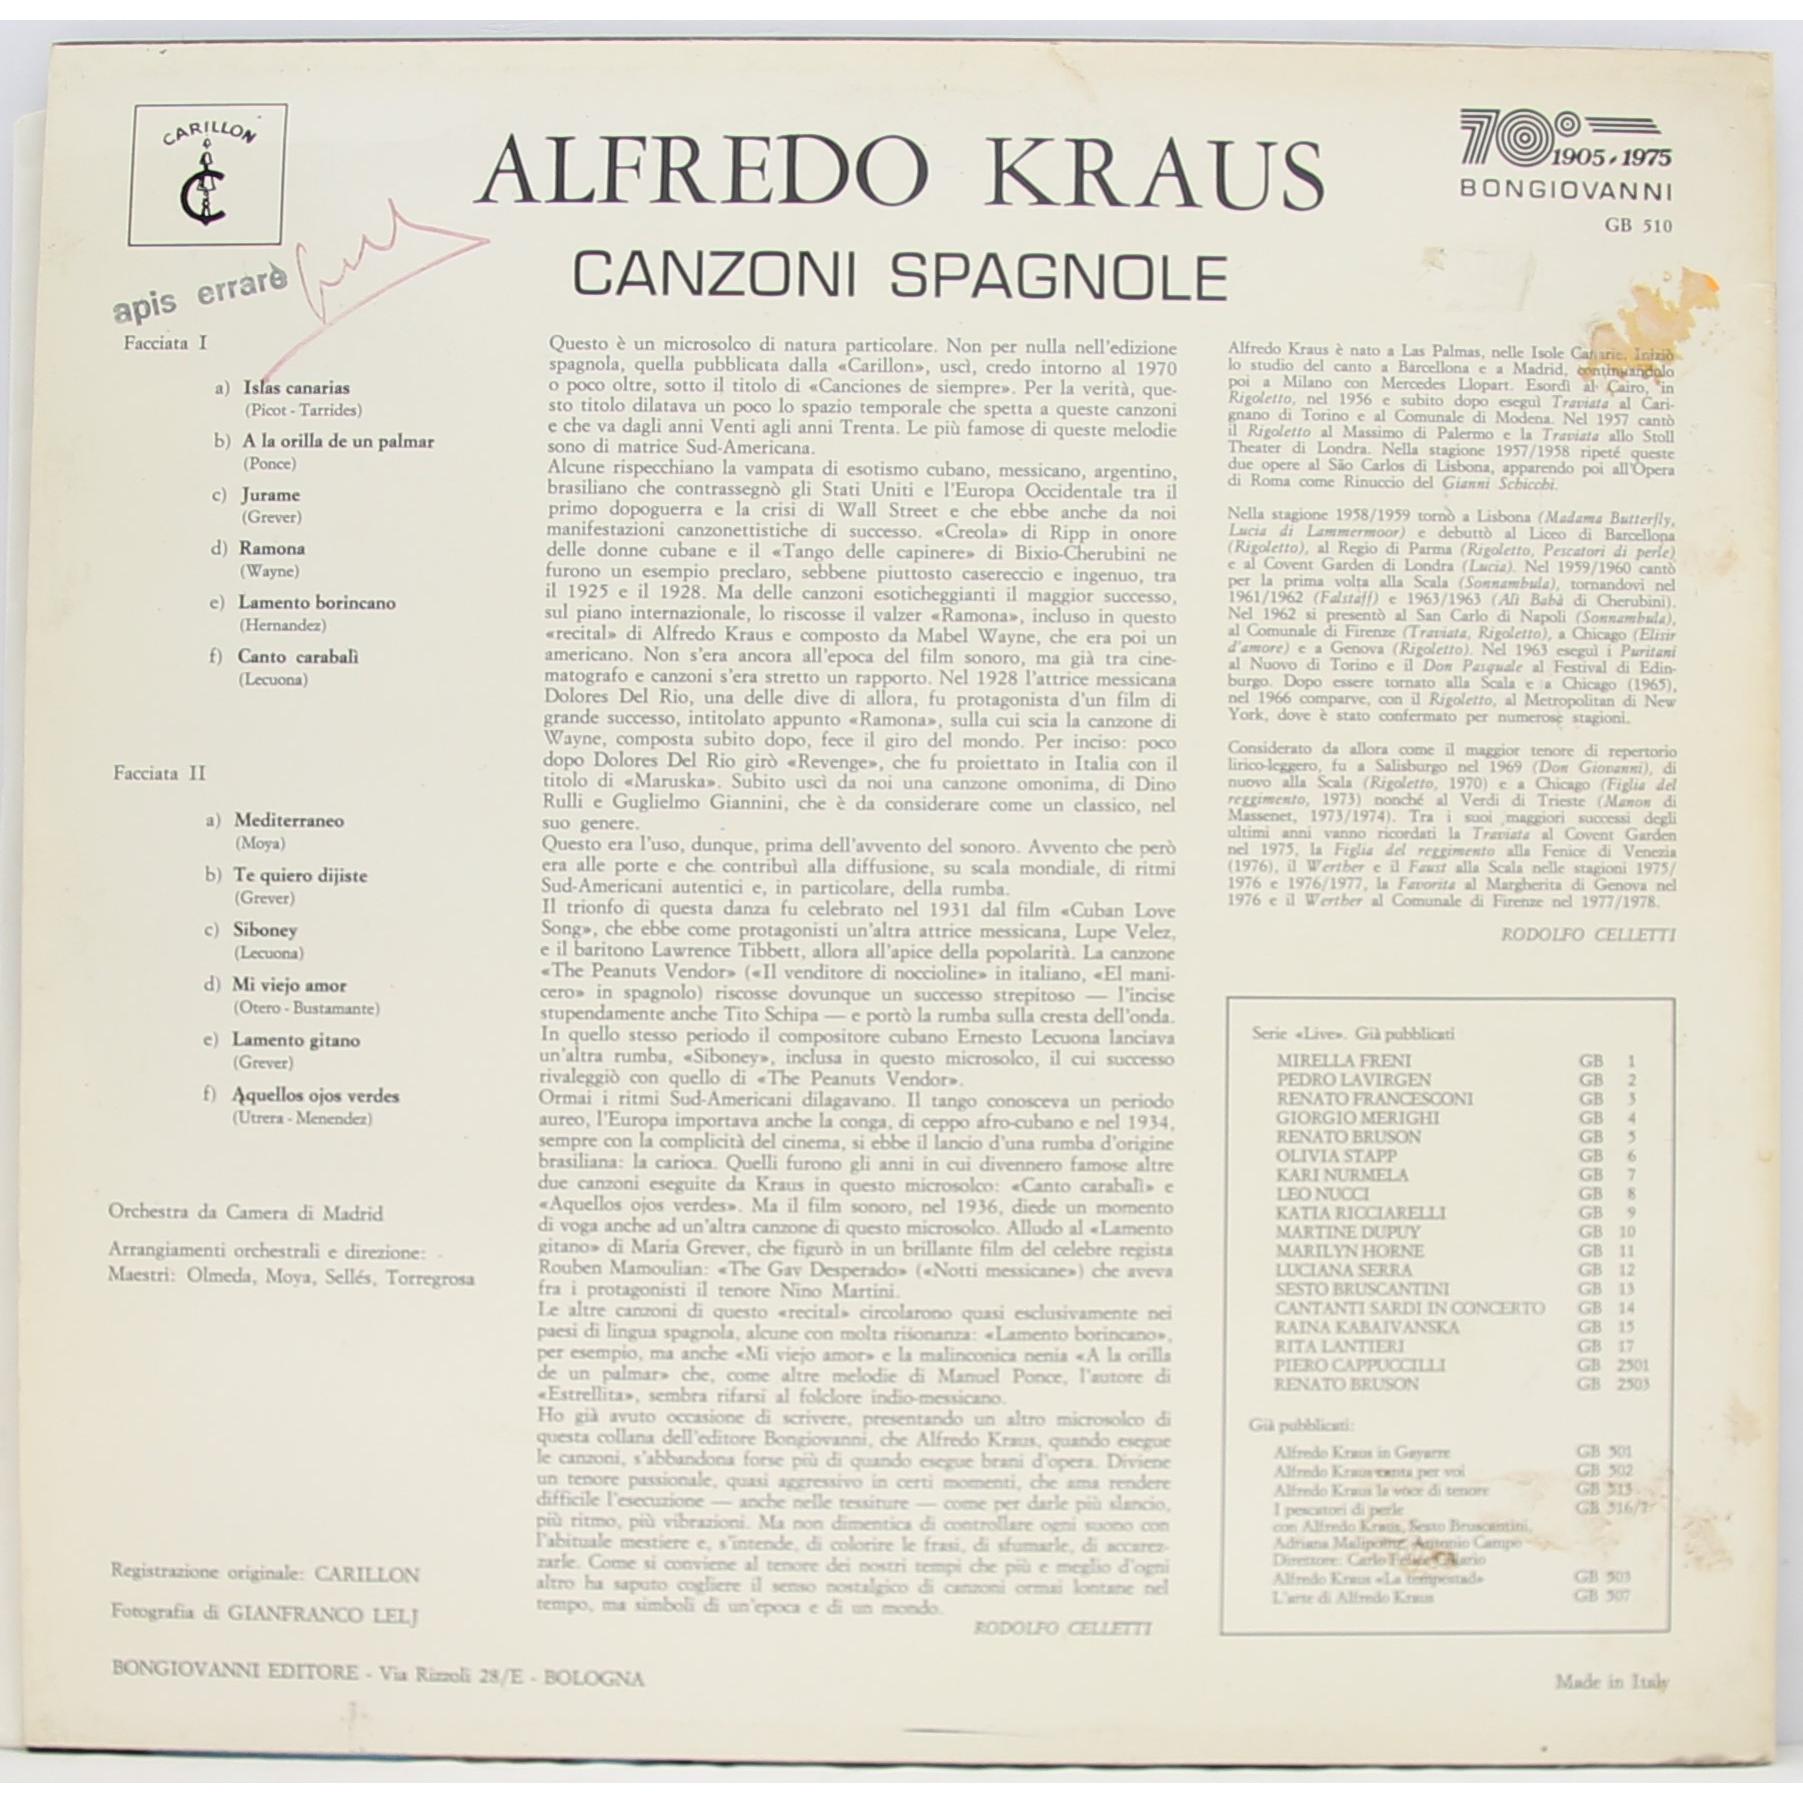 CARILLON
C
ALFREDO KRAUS
70° 1905-1975
BONGIOVANNI
GB 510
CANZONI SPAGNOLE
apis errarè
Facciata I
a) Islas canarias
(Picot - Tarrides)
b) A la orilla de un palmar
(Ponce)
c) Jurame
(Grever)
d) Ramona
(Wayne)
e) Lamento borincano
(Hernandez)
f) Canto carabalì
(Lecuona)
Facciata II
a) Mediterraneo
(Moya)
b) Te quiero dijiste
(Grever)
c) Siboney
(Lecuona)
d) Mi viejo amor
(Otero - Bustamante)
e) Lamento gitano
(Grever)
f) Aquellos ojos verdes
(Utrera - Menendez)
Orchestra da Camera di Madrid
Arrangiamenti orchestrali e direzione:
Maestri: Olmeda, Moya, Sellés, Torregrosa
Registrazione originale: CARILLON
Fotografia di GIANFRANCO LELJ
BONGIOVANNI EDITORE - Via Rizzoli 28/E - BOLOGNA
Questo è un microsolco di natura particolare. Non per nulla nell'edizione
spagnola, quella pubblicata dalla «Carillon», uscì, credo intorno al 1970
o poco oltre, sotto il titolo di «Canciones de siempre». Per la verità, que-
sto titolo dilatava un poco lo spazio temporale che spetta a queste canzoni
e che va dagli anni Venti agli anni Trenta. Le più famose di queste melodie
sono di matrice Sud-Americana.
Alcune rispecchiano la vampata di esotismo cubano, messicano, argentino,
brasiliano che contrassegnò gli Stati Uniti e l'Europa Occidentale tra il
primo dopoguerra e la crisi di Wall Street e che ebbe anche da noi
manifestazioni canzonettistiche di successo. «Creola» di Ripp in onore
delle donne cubane e il «Tango delle capinere» di Bixio-Cherubini ne
furono un esempio preclaro, sebbene piuttosto casereccio e ingenuo, tra
il 1925 e il 1928. Ma delle canzoni esoticheggianti il maggior successo,
sul piano internazionale, lo riscosse il valzer «Ramona», incluso in questo
«recital» di Alfredo Kraus e composto da Mabel Wayne, che era poi un
americano. Non s'era ancora all'epoca del film sonoro, ma già tra cine-
matografo e canzoni s'era stretto un rapporto. Nel 1928 l'attrice messicana
Dolores Del Rio, una delle dive di allora, fu protagonista d'un film di
grande successo, intitolato appunto «Ramona», sulla cui scia la canzone di
Wayne, composta subito dopo, fece il giro del mondo. Per inciso: poco
dopo Dolores Del Rio girò «Revenge», che fu proiettato in Italia con il
titolo di «Maruska». Subito uscì da noi una canzone omonima, di Dino
Rulli e Guglielmo Giannini, che è da considerare come un classico, nel
suo genere.
Questo era l'uso, dunque, prima dell'avvento del sonoro. Avvento che però
era alle porte e che contribuì alla diffusione, su scala mondiale, di ritmi
Sud-Americani autentici e, in particolare, della rumba.
Il trionfo di questa danza fu celebrato nel 1931 dal film «Cuban Love
Song», che ebbe come protagonisti un'altra attrice messicana, Lupe Velez,
e il baritono Lawrence Tibbett, allora all'apice della popolarità. La canzone
«The Peanuts Vendor» («Il venditore di noccioline» in italiano, «El mani-
cero» in spagnolo) riscosse dovunque un successo strepitoso — l'incise
stupendamente anche Tito Schipa — e portò la rumba sulla cresta dell'onda.
In quello stesso periodo il compositore cubano Ernesto Lecuona lanciava
un'altra rumba, «Siboney», inclusa in questo microsolco, il cui successo
rivaleggiò con quello di «The Peanuts Vendor».
Ormai i ritmi Sud-Americani dilagavano. Il tango conosceva un periodo
aureo, l'Europa importava anche la conga, di ceppo afro-cubano e nel 1934,
sempre con la complicità del cinema, si ebbe il lancio d'una rumba d'origine
brasiliana: la carioca. Quelli furono gli anni in cui divennero famose altre
due canzoni eseguite da Kraus in questo microsolco: «Canto carabalì» e
«Aquellos ojos verdes». Ma il film sonoro, nel 1936, diede un momento
di voga anche ad un'altra canzone di questo microsolco. Alludo al «Lamento
gitano» di Maria Grever, che figurò in un brillante film del celebre regista
Rouben Mamoulian: «The Gay Desperado» («Notti messicane») che aveva
fra i protagonisti il tenore Nino Martini.
Le altre canzoni di questo «recital» circolarono quasi esclusivamente nei
paesi di lingua spagnola, alcune con molta risonanza: «Lamento borincano»,
per esempio, ma anche «Mi viejo amor» e la malinconica nenia «A la orilla
de un palmar» che, come altre melodie di Manuel Ponce, l'autore di
«Estrellita», sembra rifarsi al folclore indio-messicano.
Ho già avuto occasione di scrivere, presentando un altro microsolco di
questa collana dell'editore Bongiovanni, che Alfredo Kraus, quando esegue
le canzoni, s'abbandona forse più di quando esegue brani d'opera. Diviene
un tenore passionale, quasi aggressivo in certi momenti, che ama rendere
difficile l'esecuzione — anche nelle tessiture — come per darle più slancio,
più ritmo, più vibrazioni. Ma non dimentica di controllare ogni suono con
l'abituale mestiere e, s'intende, di colorire le frasi, di sfumarle, di accarez-
zarle. Come si conviene al tenore dei nostri tempi che più e meglio d'ogni
altro ha saputo cogliere il senso nostalgico di canzoni ormai lontane nel
tempo, ma simboli di un'epoca e di un mondo.
RODOLFO CELLETTI
Alfredo Kraus è nato a Las Palmas, nelle Isole Canarie. Iniziò
lo studio del canto a Barcellona e a Madrid, continuandolo
poi a Milano con Mercedes Llopart. Esordì al Cairo, in
Rigoletto, nel 1956 e subito dopo eseguì Traviata al Cari-
gnano di Torino e al Comunale di Modena. Nel 1957 cantò
il Rigoletto al Massimo di Palermo e la Traviata allo Stoll
Theater di Londra. Nella stagione 1957/1958 ripeté queste
due opere al São Carlos di Lisbona, apparendo poi all'Opera
di Roma come Rinuccio del Gianni Schicchi.
Nella stagione 1958/1959 tornò a Lisbona (Madama Butterfly,
Lucia di Lammermoor) e debuttò al Liceo di Barcellona
(Rigoletto), al Regio di Parma (Rigoletto, Pescatori di perle)
e al Covent Garden di Londra (Lucia). Nel 1959/1960 cantò
per la prima volta alla Scala (Sonnambula), tornandovi nel
1961/1962 (Falstaff) e 1963/1963 (Alì Babà di Cherubini).
Nel 1962 si presentò al San Carlo di Napoli (Sonnambula),
al Comunale di Firenze (Traviata, Rigoletto), a Chicago (Elisir
d'amore) e a Genova (Rigoletto). Nel 1963 eseguì i Puritani
al Nuovo di Torino e il Don Pasquale al Festival di Edin-
burgo. Dopo essere tornato alla Scala e a Chicago (1965),
nel 1966 comparve, con il Rigoletto, al Metropolitan di New
York, dove è stato confermato per numerose stagioni.
Considerato da allora come il maggior tenore di repertorio
lirico-leggero, fu a Salisburgo nel 1969 (Don Giovanni), di
nuovo alla Scala (Rigoletto, 1970) e a Chicago (Figlia del
reggimento, 1973) nonché al Verdi di Trieste (Manon di
Massenet, 1973/1974). Tra i suoi maggiori successi degli
ultimi anni vanno ricordati la Traviata al Covent Garden
nel 1975, la Figlia del reggimento alla Fenice di Venezia
(1976), il Werther e il Faust alla Scala nelle stagioni 1975/
1976 e 1976/1977, la Favorita al Margherita di Genova nel
1976 e il Werther al Comunale di Firenze nel 1977/1978.
RODOLFO CELLETTI
Serie «Live». Già pubblicati
MIRELLA FRENI GB 1
PEDRO LAVIRGEN GB 2
RENATO FRANCESCONI GB 3
GIORGIO MERIGHI GB 4
RENATO BRUSON GB 5
OLIVIA STAPP GB 6
KARI NURMELA GB 7
LEO NUCCI GB 8
KATIA RICCIARELLI GB 9
MARTINE DUPUY GB 10
MARILYN HORNE GB 11
LUCIANA SERRA GB 12
SESTO BRUSCANTINI GB 13
CANTANTI SARDI IN CONCERTO GB 14
RAINA KABAIVANSKA GB 15
RITA LANTIERI GB 17
PIERO CAPPUCCILLI GB 2501
RENATO BRUSON GB 2503
Già pubblicati:
Alfredo Kraus in Gayarre GB 501
Alfredo Kraus canta per voi GB 502
Alfredo Kraus la voce di tenore GB 513
I pescatori di perle GB 516/7
con Alfredo Kraus, Sesto Bruscantini,
Adriana Maliponte, Antonio Campo
Direttore: Carlo Felice Cillario
Alfredo Kraus «La tempestad» GB 503
L'arte di Alfredo Kraus GB 507
Made in Italy